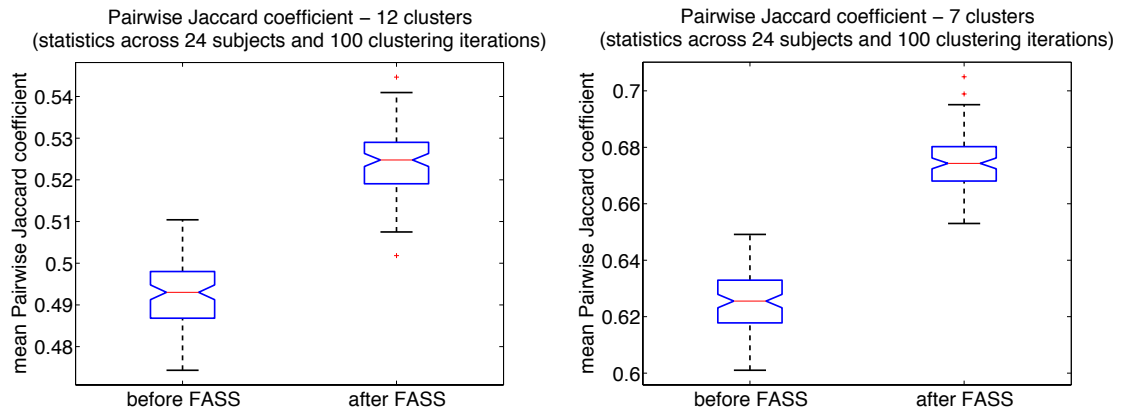 Pairwise Jaccard coefficient – 12 clusters
(statistics across 24 subjects and 100 clustering iterations)
mean Pairwise Jaccard coefficient
0.54
0.53
0.52
0.51
0.5
0.49
0.48
before FASS
after FASS
Pairwise Jaccard coefficient – 7 clusters
(statistics across 24 subjects and 100 clustering iterations)
mean Pairwise Jaccard coefficient
0.7
0.68
0.66
0.64
0.62
0.6
before FASS
after FASS